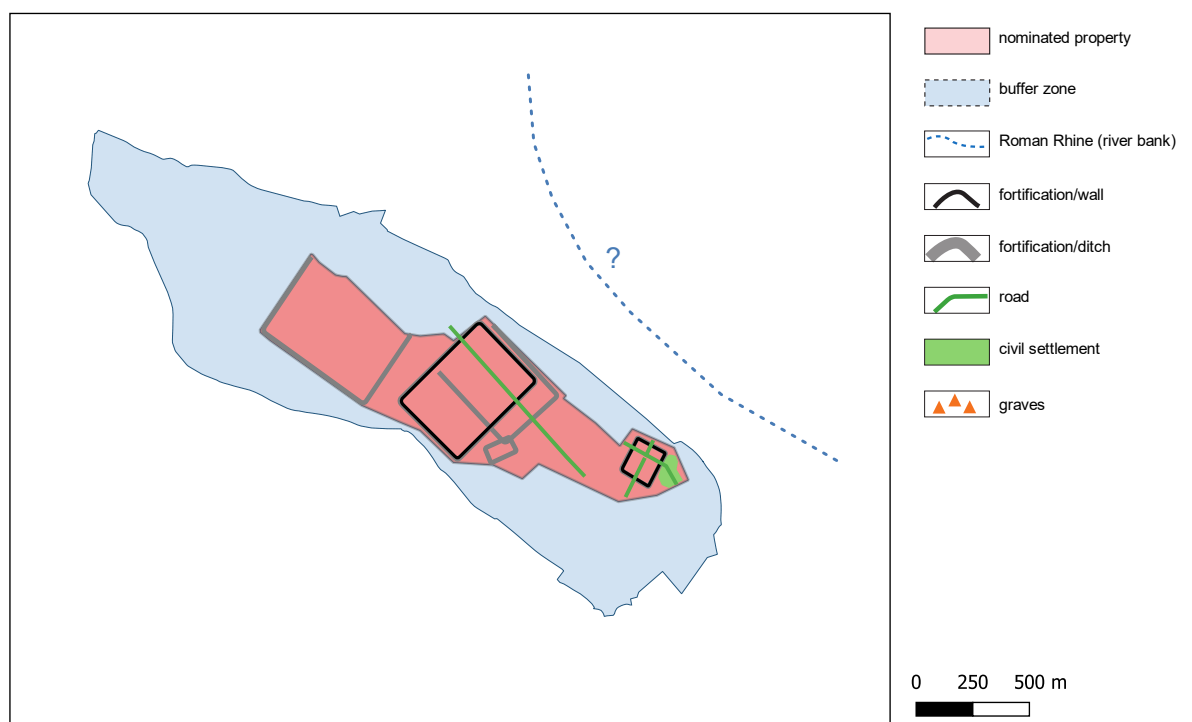 ?
nominated property
buffer zone
Roman Rhine (river bank)
fortification/wall
fortification/ditch
road
civil settlement
graves
0 250 500 m